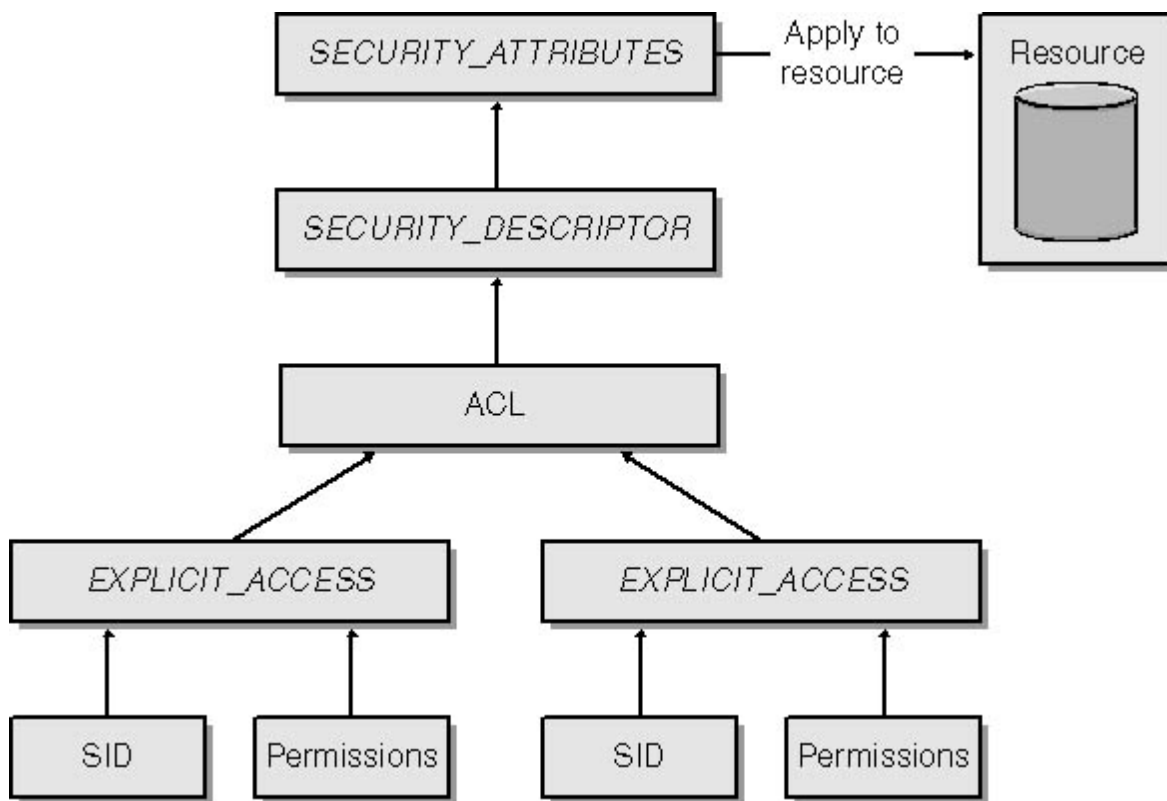 SECURITY_ATTRIBUTES
Apply to
resource
Resource
SECURITY_DESCRIPTOR
ACL
EXPLICIT_ACCESS
EXPLICIT_ACCESS
SID
Permissions
SID
Permissions